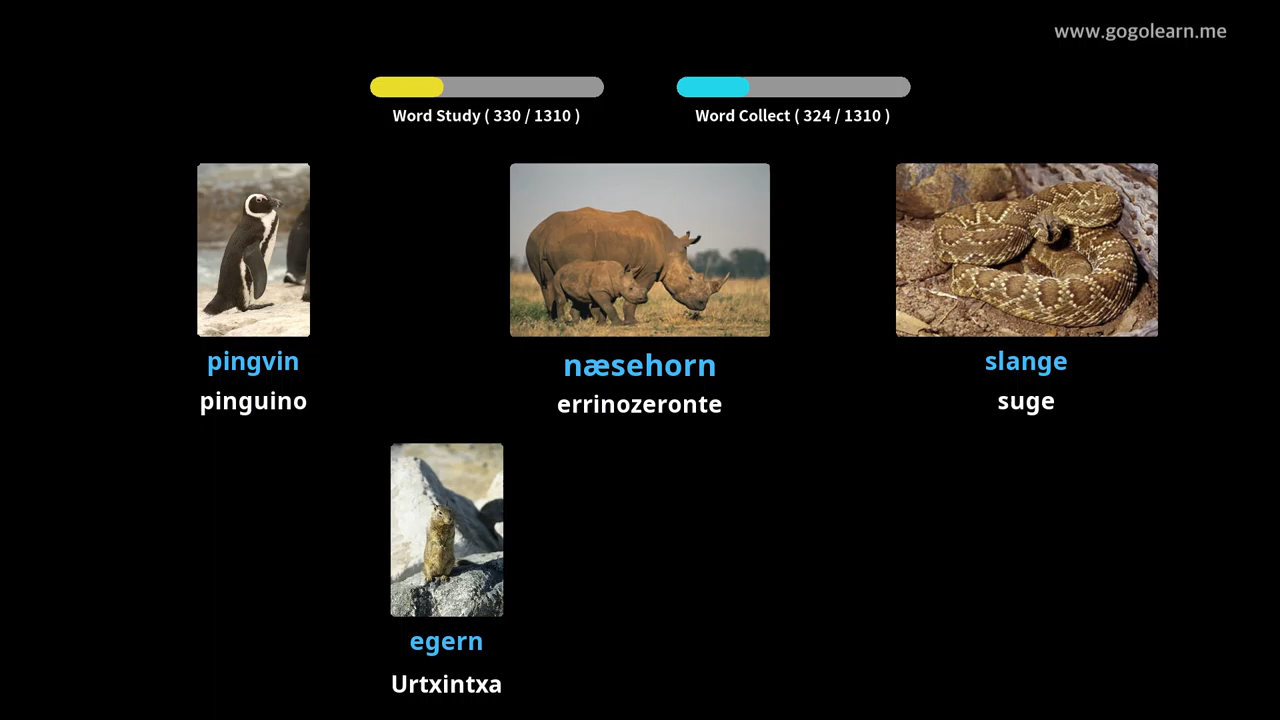 www.gogolearn.me
Word Study ( 330 / 1310 )
Word Collect ( 324 / 1310 )
pingvin
pinguino
næsehorn
errinozeronte
slange
suge
egern
Urtxintxa